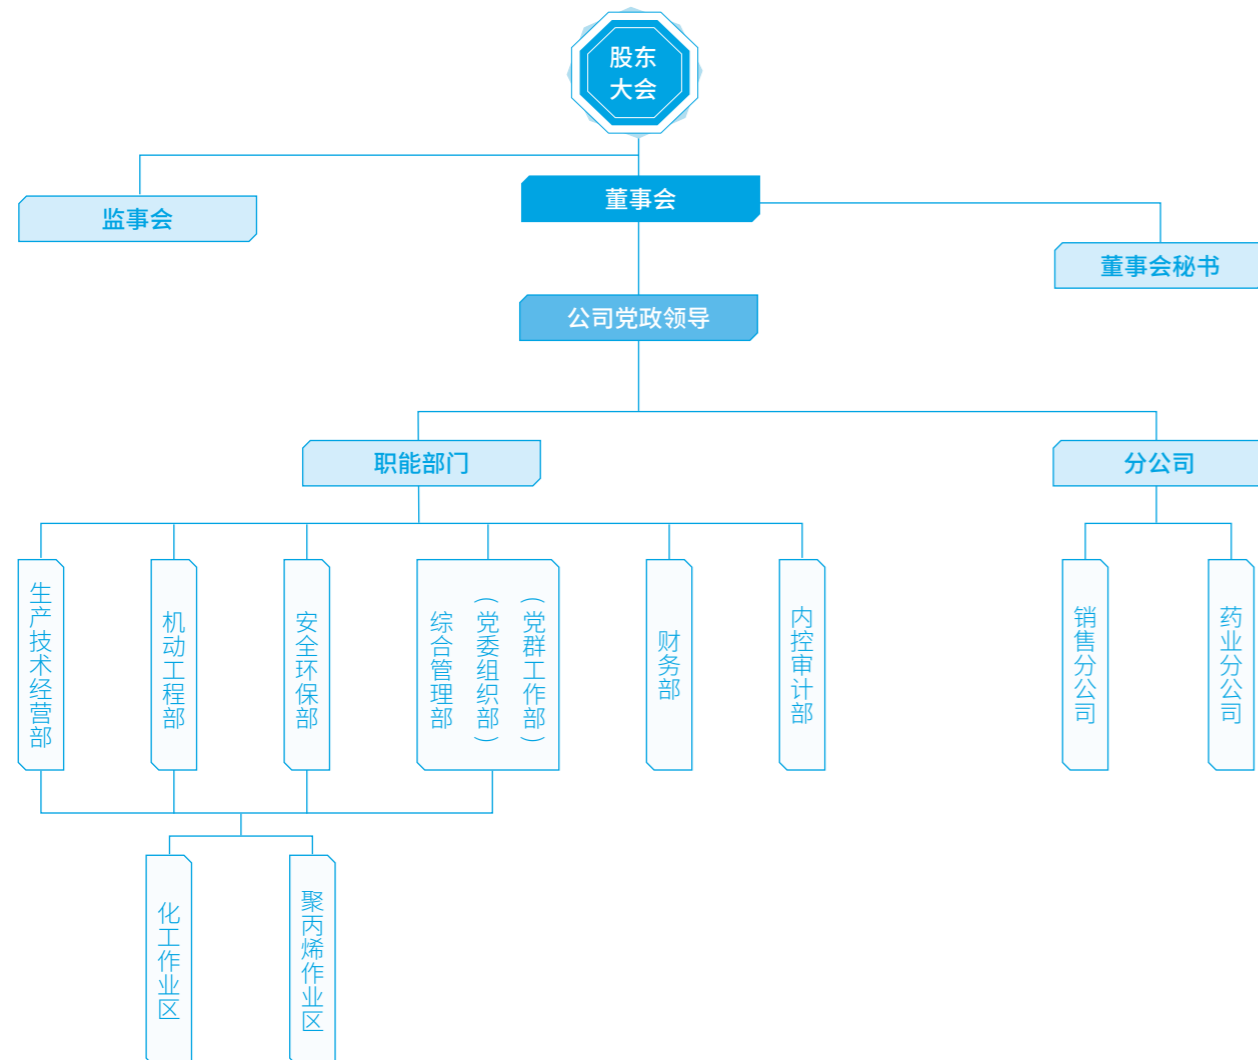 股东
大会
监事会
董事会
董事会秘书
公司党政领导
职能部门
分公司
生产技术经营部
机动工程部
安全环保部
综合管理部
(党委组织部)
(党群工作部)
财务部
内控审计部
销售分公司
药业分公司
化工作业区
聚丙烯作业区